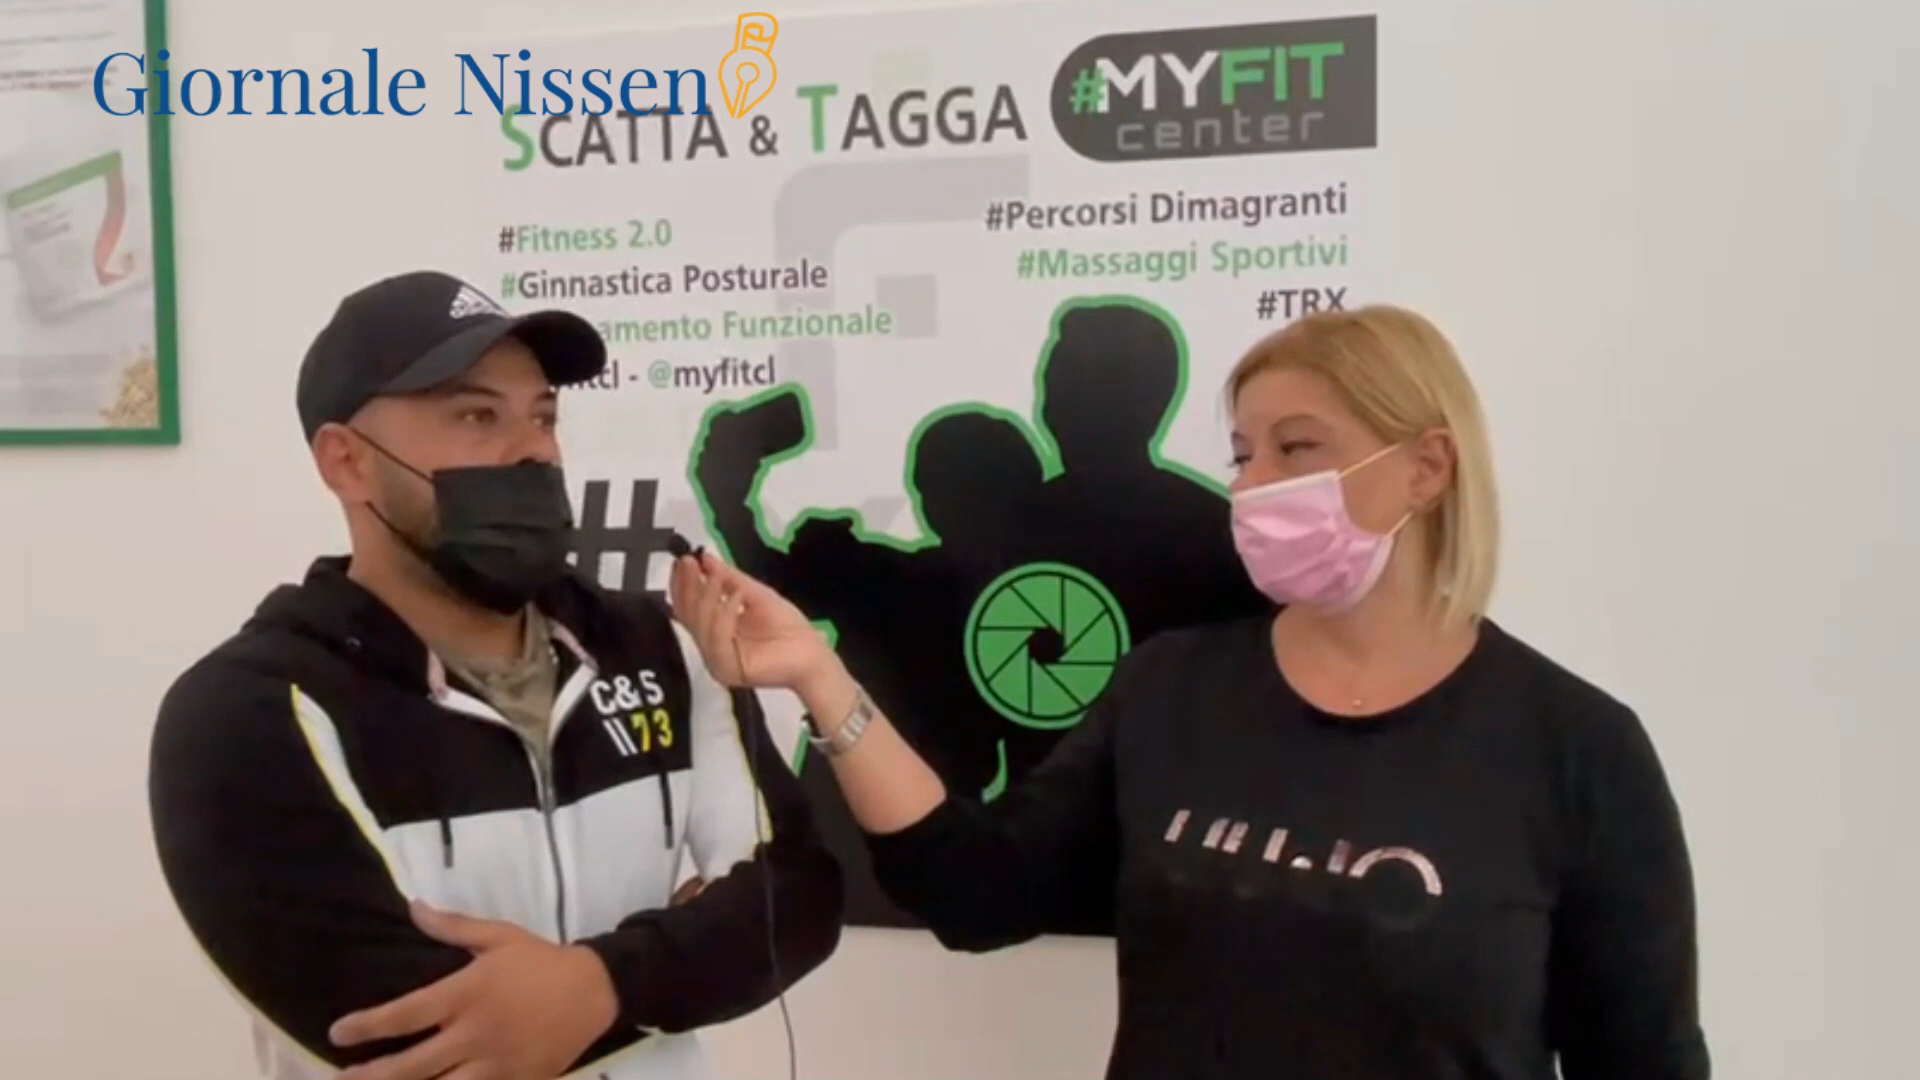 Giornale Nissen
SCATTA & TAGGA
#MYFIT
center
#Fitness 2.0
#Ginnastica Posturale
Funzionale
- @myfitcl
#Percorsi Dimagranti
#Massaggi Sportivi
#TRX
#
C&S
73